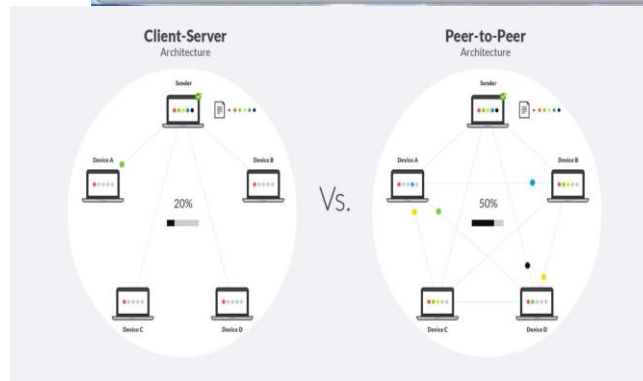 Client-Server
Architecture
Sender
Device A
Device B
20%
Device C
Device D
Vs.
Peer-to-Peer
Architecture
Sender
Device A
Device B
50%
Device C
Device D